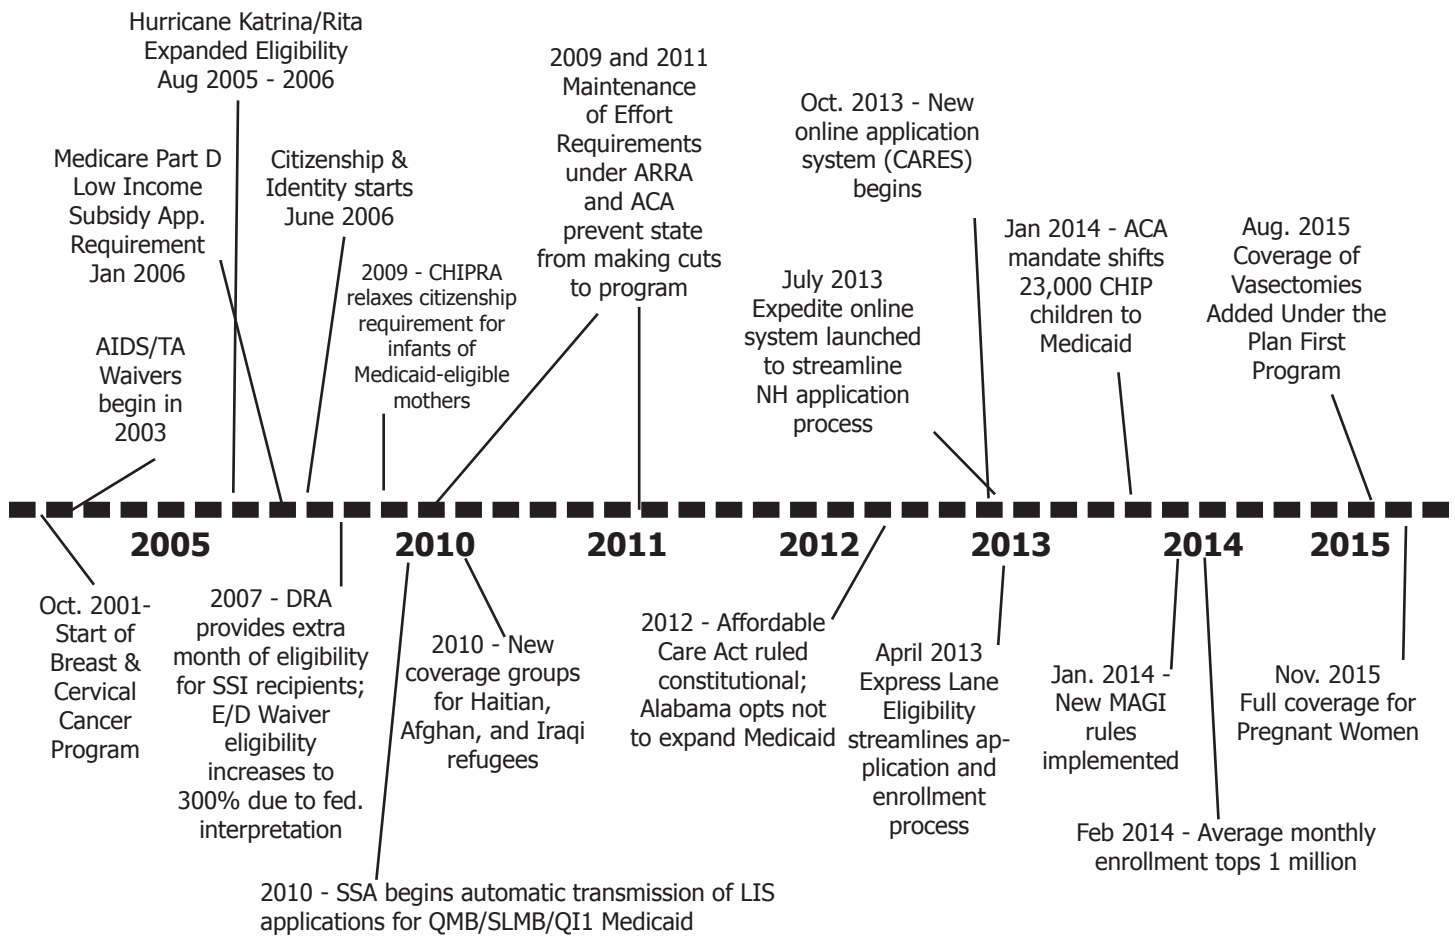 Hurricane Katrina/Rita
Expanded Eligibility
Aug 2005 - 2006
Medicare Part D
Low Income
Subsidy App.
Requirement
Jan 2006
Citizenship &
Identity starts
June 2006
AIDS/TA
Waivers
begin in
2003
2009 - CHIPRA
relaxes citizenship
requirement for
infants of
Medicaid-eligible
mothers
2009 and 2011
Maintenance
of Effort
Requirements
under ARRA
and ACA
prevent state
from making cuts
to program
Oct. 2013 - New
online application
system (CARES)
begins
July 2013
Expedite online
system launched
to streamline
NH application
process
Jan 2014 - ACA
mandate shifts
23,000 CHIP
children to
Medicaid
Aug. 2015
Coverage of
Vasectomies
Added Under the
Plan First
Program
2005
2010
2011
2012
2013
2014
2015
Oct. 2001-
Start of
Breast &
Cervical
Cancer
Program
2007 - DRA
provides extra
month of eligibility
for SSI recipients;
E/D Waiver
eligibility
increases to
300% due to fed.
interpretation
2010 - New
coverage groups
for Haitian,
Afghan, and Iraqi
refugees
2010 - SSA begins automatic transmission of LIS
applications for QMB/SLMB/QI1 Medicaid
2012 - Affordable
Care Act ruled
constitutional;
Alabama opts not
to expand Medicaid
April 2013
Express Lane
Eligibility
streamlines ap-
plication and
enrollment
process
Jan. 2014 -
New MAGI
rules
implemented
Feb 2014 - Average monthly
enrollment tops 1 million
Nov. 2015
Full coverage for
Pregnant Women